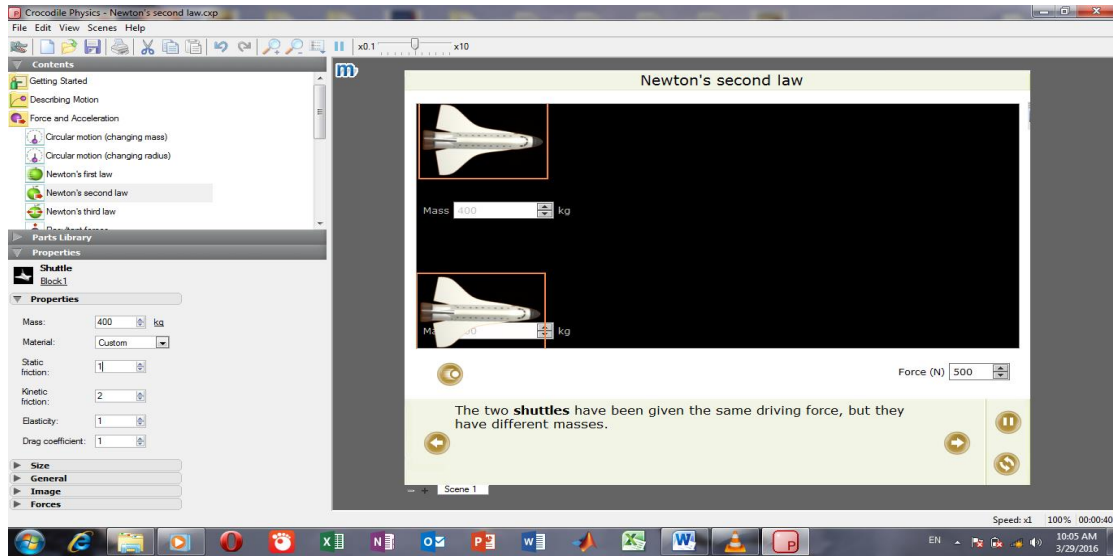 Crocodile Physics - Newton's second law.cxp
File Edit View Scenes Help
x0.1 x10
Contents
Getting Started
Describing Motion
Force and Acceleration
Circular motion (changing mass)
Circular motion (changing radius)
Newton's first law
Newton's second law
Newton's third law
Parts Library
Properties
Shuttle
Block1
Properties
Mass: 400 kg
Material: Custom
Static friction: 1
Kinetic friction: 2
Elasticity: 1
Drag coefficient: 1
Size
General
Image
Forces
m
Newton's second law
Mass 400 kg
kg
Force (N) 500
The two shuttles have been given the same driving force, but they
have different masses.
Scene 1
Speed: x1 100% 00:00:40
EN 10:05 AM
3/29/2016